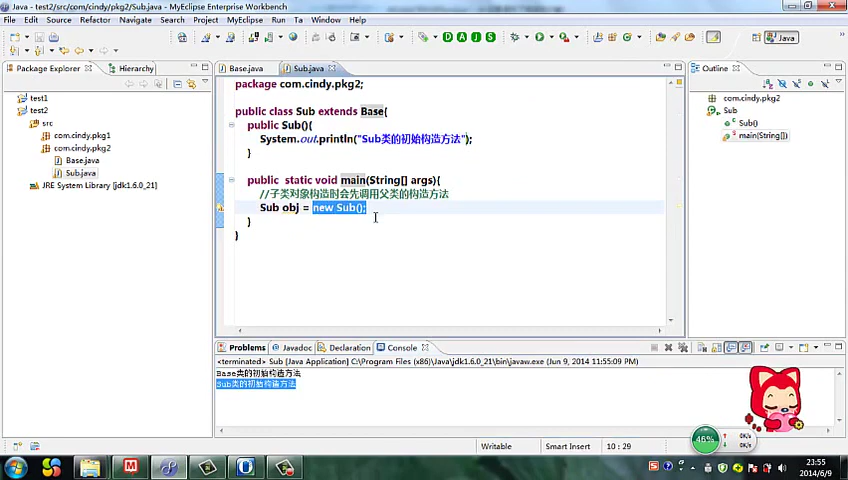 Java - test2/src/com/cindy/pkg2/Sub.java - MyEclipse Enterprise Workbench
File Edit Source Refactor Navigate Search Project MyEclipse Run Ta Window Help
Java
Package Explorer Hierarchy
test1
test2
src
com.cindy.pkg1
com.cindy.pkg2
Base.java
Sub.java
JRE System Library [jdk1.6.0_21]
Base.java Sub.java
package com.cindy.pkg2;
public class Sub extends Base{
public Sub(){
System.out.println("Sub类的初始构造方法");
}
public static void main(String[] args){
//子类对象构造时会先调用父类的构造方法
Sub obj = new Sub();
}
}
Outline
com.cindy.pkg2
Sub
Sub()
main(String[])
Problems Javadoc Declaration Console
<terminated> Sub [Java Application] C:\Program Files (x86)\Java\jdk1.6.0_21\bin\javaw.exe (Jun 9, 2014 11:55:09 PM)
Base类的初始构造方法
Sub类的初始构造方法
46%
0K/s
0K/s
Writable Smart Insert 10 : 29
23:55
2014/6/9